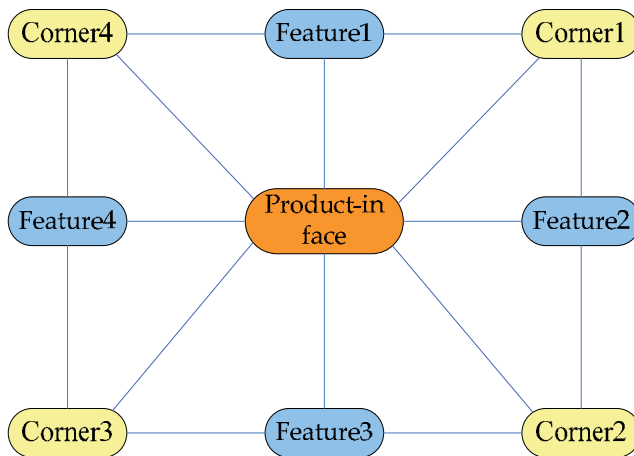 Corner4
Feature1
Corner1
Feature4
Product-in
face
Feature2
Corner3
Feature3
Corner2